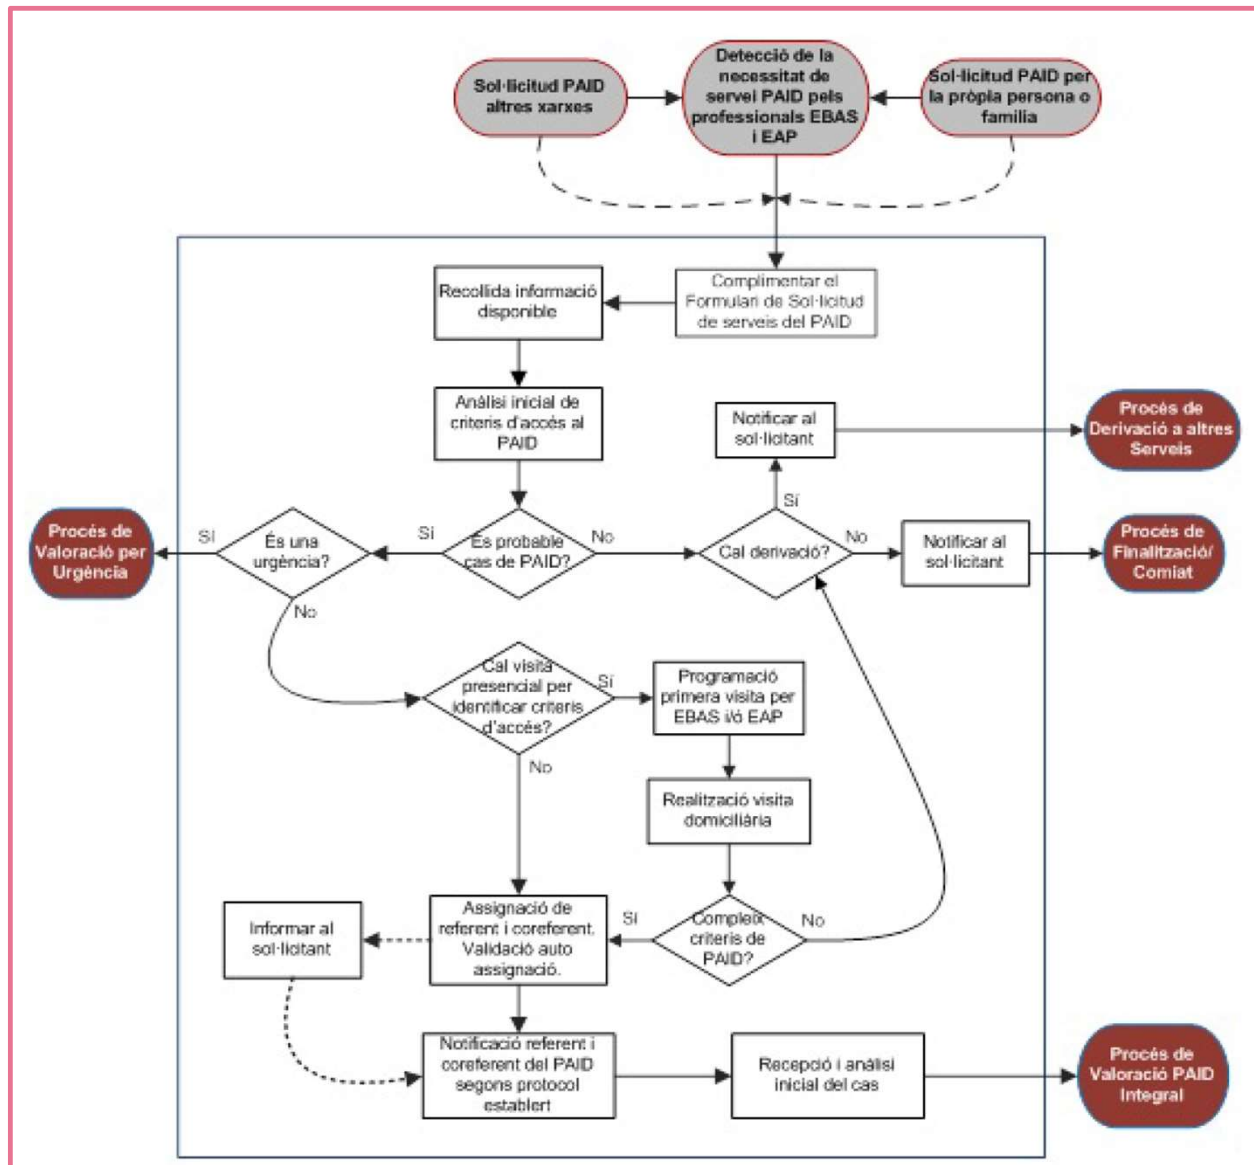 Sol·licitud PAID
altres xarxes
Detecció de la
necessitat de
servei PAID pels
professionals EBAS
i EAP
Sol·licitud PAID per
la pròpia persona o
familia
Recollida informació
disponible
Complimentar el
Formulari de Sol·licitud
de serveis del PAID
Anàlisi inicial de
criteris d'accés al
PAID
Notificar al
sol·licitant
Procés de
Derivació a altres
Serveis
Sí
Procés de
Valoració per
Urgència
Sí
És una
urgència?
Sí
És probable
cas de PAID?
No
Cal derivació?
No
Notificar al
sol·licitant
Procés de
Finalització/
Comiat
No
Cal visita
presencial per
identificar criteris
d'accés?
Sí
Programació
primera visita per
EBAS i/ó EAP
No
Realització visita
domiciliària
Informar al
sol·licitant
Assignació de
referent i coreferent.
Validació auto
assignació.
Sí
Compleix
criteris de
PAID?
No
Notificació referent i
coreferent del PAID
segons protocol
establert
Recepció i anàlisi
inicial del cas
Procés de
Valoració PAID
Integral